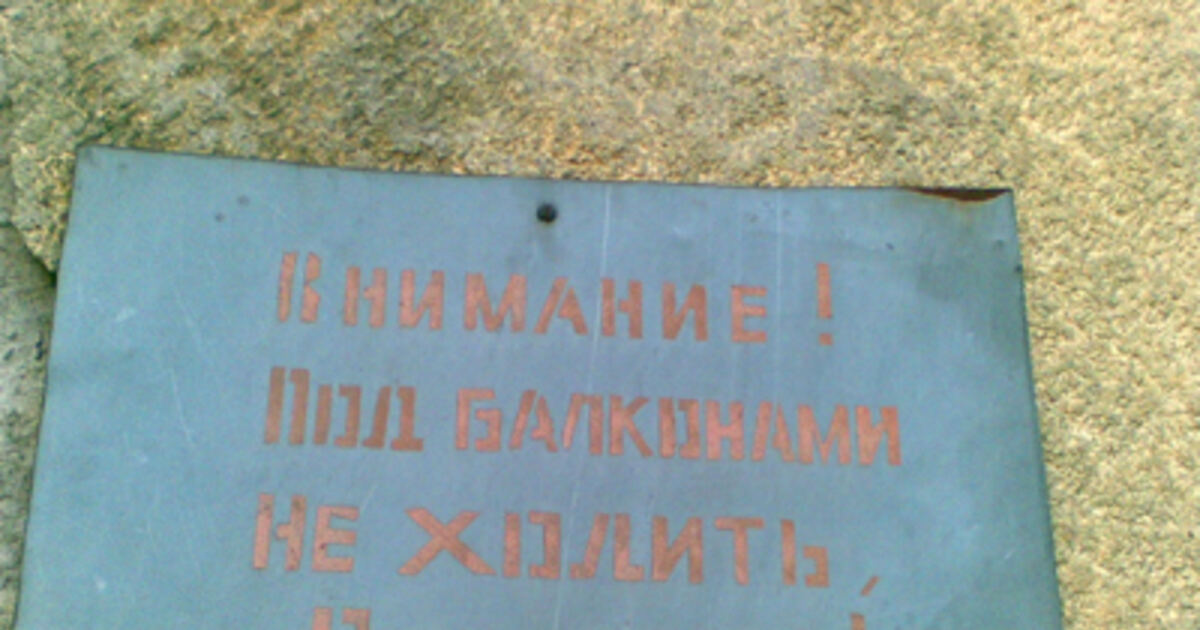 Внимание!
Под балконами
не ходить,